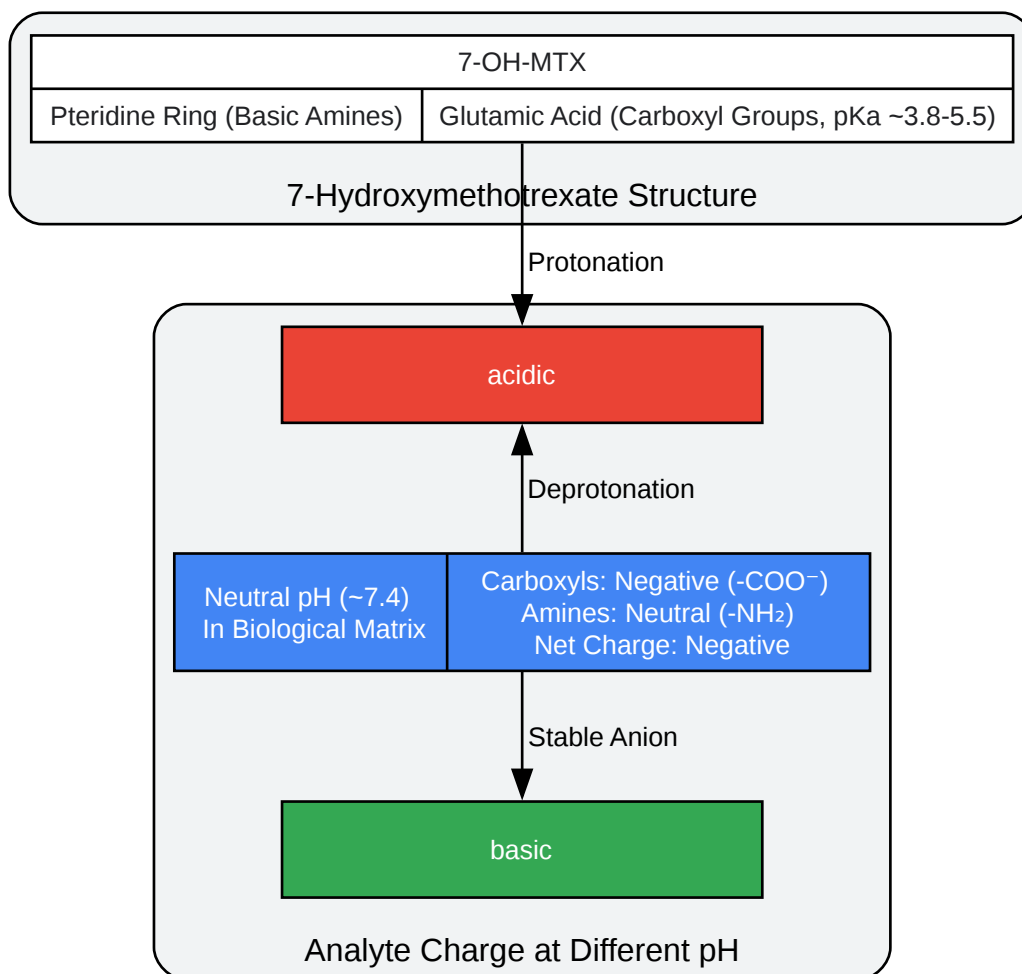 7-OH-MTX
Pteridine Ring (Basic Amines)
Glutamic Acid (Carboxyl Groups, pKa ~3.8-5.5)
7-Hydroxymethotrexate Structure
Protonation
acidic
Deprotonation
Neutral pH (~7.4)
In Biological Matrix
Carboxyls: Negative (-COO⁻)
Amines: Neutral (-NH₂)
Net Charge: Negative
Stable Anion
basic
Analyte Charge at Different pH